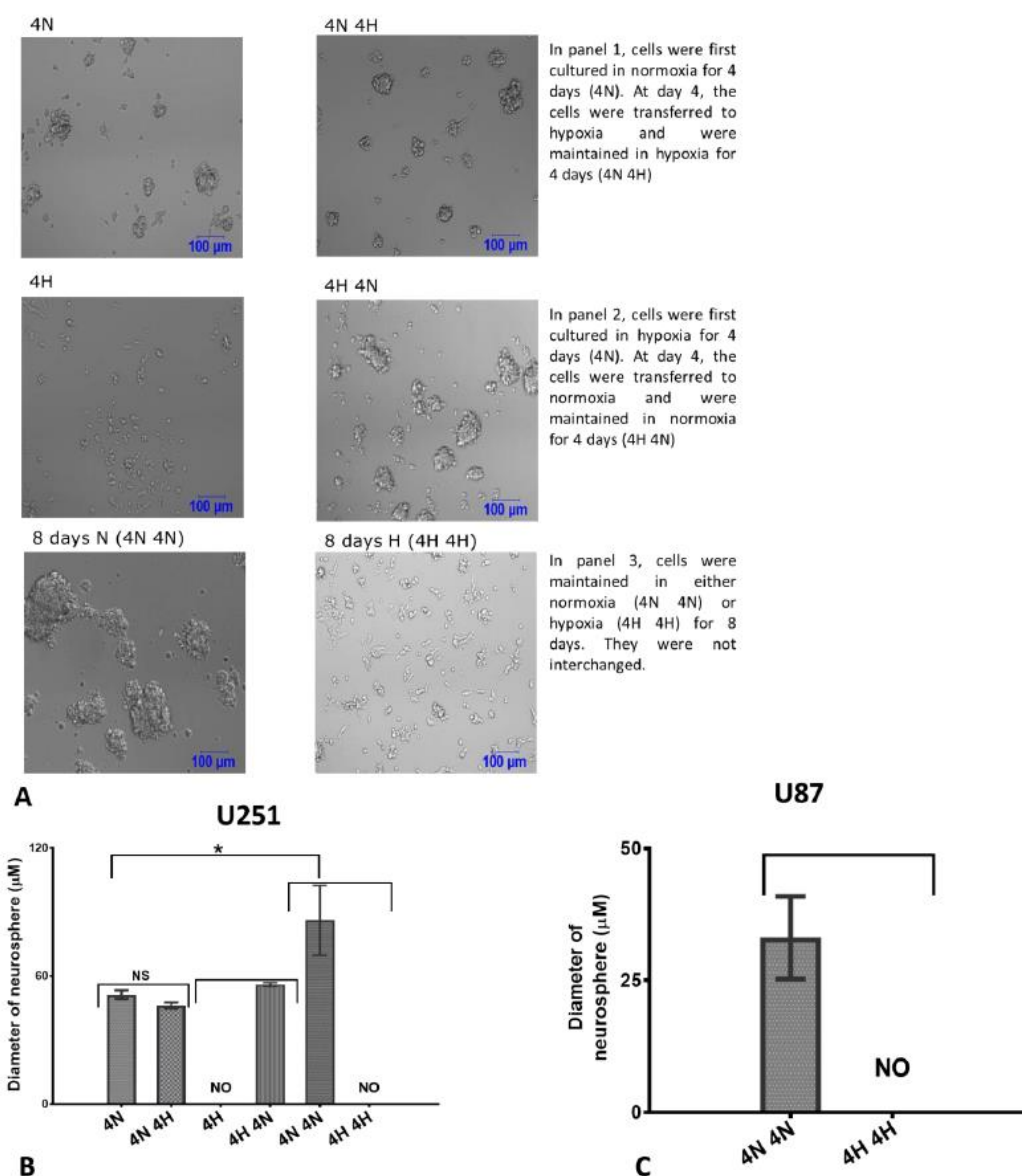 4N
4N 4H
100 µm
100 µm
In panel 1, cells were first
cultured in normoxia for 4
days (4N). At day 4, the
cells were transferred to
hypoxia and were
maintained in hypoxia for
4 days (4N 4H)
4H
4H 4N
100 µm
100 µm
In panel 2, cells were first
cultured in hypoxia for 4
days (4N). At day 4, the
cells were transferred to
normoxia and were
maintained in normoxia
for 4 days (4H 4N)
8 days N (4N 4N)
8 days H (4H 4H)
100 µm
100 µm
In panel 3, cells were
maintained in either
normoxia (4N 4N) or
hypoxia (4H 4H) for 8
days. They were not
interchanged.
A
U251
Diameter of neurosphere (µM)
120
60
0
*
NS
NO
NO
4N
4N 4H
4H
4H 4N
4N 4N
4H 4H
B
U87
Diameter of
neurosphere (µM)
50
25
0
NO
4N 4N
4H 4H
C